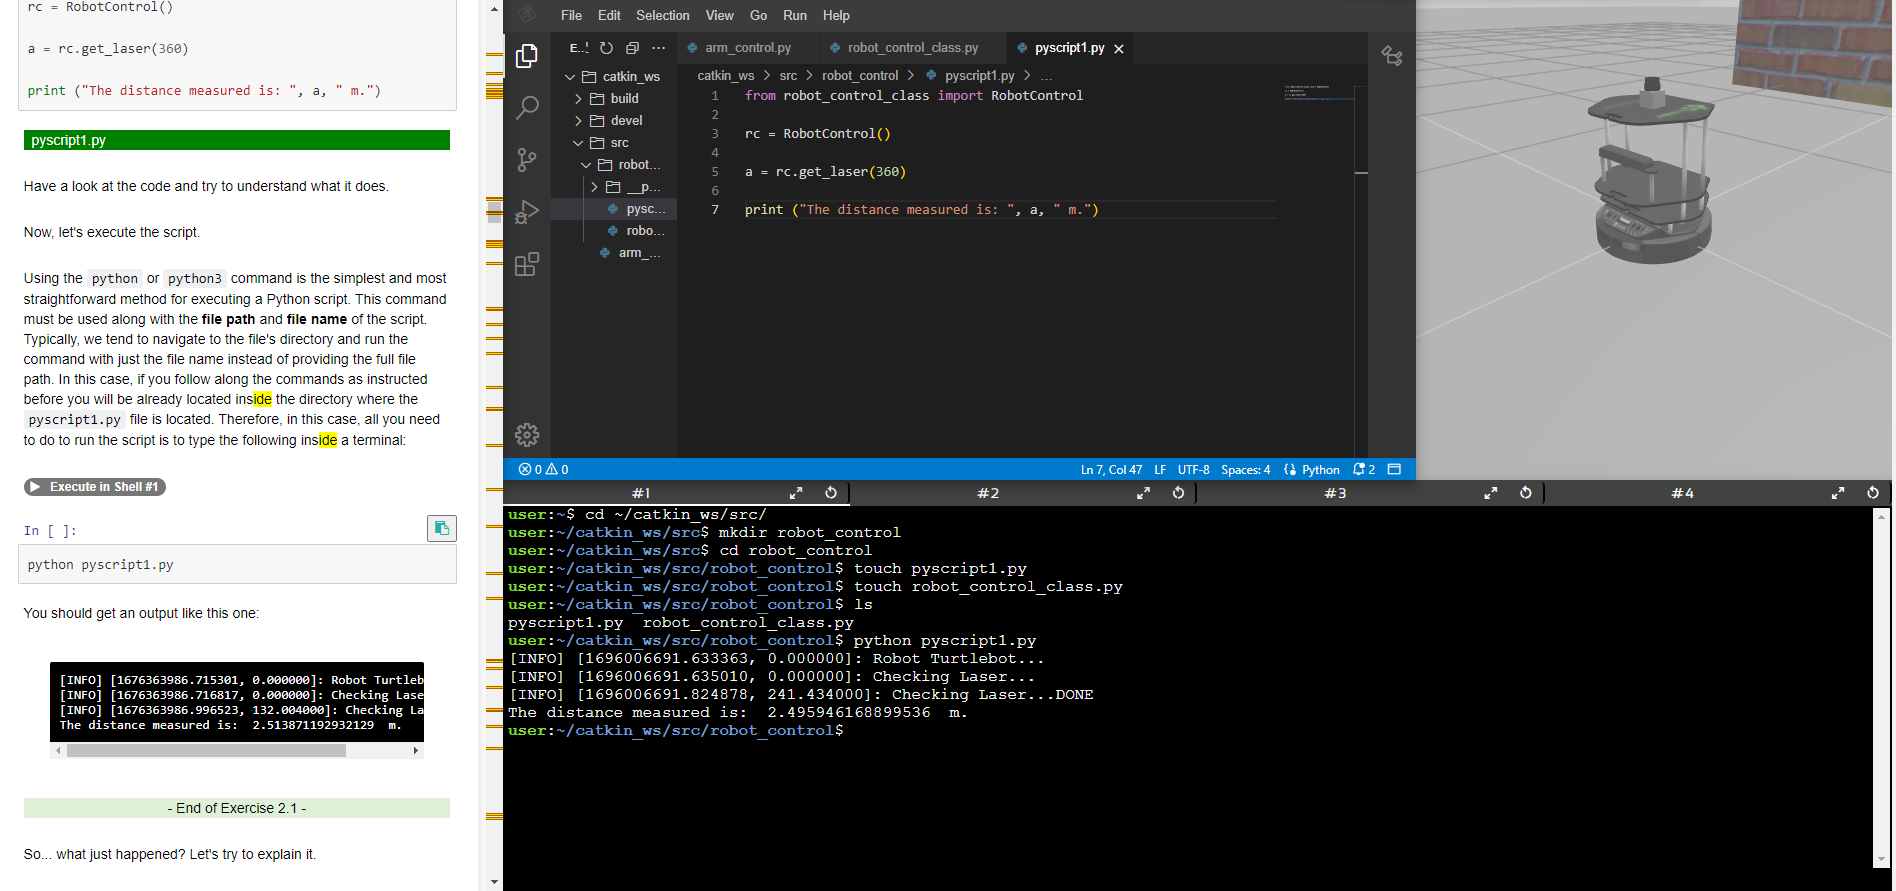 rc = RobotControl()
a = rc.get_laser(360)
print ("The distance measured is: ", a, " m.")
pyscript1.py
Have a look at the code and try to understand what it does.
Now, let's execute the script.
Using the python or python3 command is the simplest and most
straightforward method for executing a Python script. This command
must be used along with the file path and file name of the script.
Typically, we tend to navigate to the file's directory and run the
command with just the file name instead of providing the full file
path. In this case, if you follow along the commands as instructed
before you will be already located inside the directory where the
pyscript1.py file is located. Therefore, in this case, all you need
to do to run the script is to type the following inside a terminal:
Execute in Shell #1
In [ ]:
python pyscript1.py
You should get an output like this one:
[INFO] [1676363986.715301, 0.000000]: Robot Turtleb
[INFO] [1676363986.716817, 0.000000]: Checking Lase
[INFO] [1676363986.996523, 132.004000]: Checking La
The distance measured is:  2.513871192932129  m.
- End of Exercise 2.1 -
So... what just happened? Let's try to explain it.
File Edit Selection View Go Run Help
E...!
catkin_ws
build
devel
src
robot...
__p...
pysc...
robo...
arm_...
arm_control.py robot_control_class.py pyscript1.py
catkin_ws > src > robot_control > pyscript1.py > ...
1 from robot_control_class import RobotControl
2
3 rc = RobotControl()
4
5 a = rc.get_laser(360)
6
7 print ("The distance measured is: ", a, " m.")
0 0 Ln 7, Col 47 LF UTF-8 Spaces: 4 Python 2
#1 #2 #3 #4
user:~$ cd ~/catkin_ws/src/
user:~/catkin_ws/src$ mkdir robot_control
user:~/catkin_ws/src$ cd robot_control
user:~/catkin_ws/src/robot_control$ touch pyscript1.py
user:~/catkin_ws/src/robot_control$ touch robot_control_class.py
user:~/catkin_ws/src/robot_control$ ls
pyscript1.py  robot_control_class.py
user:~/catkin_ws/src/robot_control$ python pyscript1.py
[INFO] [1696006691.633363, 0.000000]: Robot Turtlebot...
[INFO] [1696006691.635010, 0.000000]: Checking Laser...
[INFO] [1696006691.824878, 241.434000]: Checking Laser...DONE
The distance measured is:  2.495946168899536  m.
user:~/catkin_ws/src/robot_control$